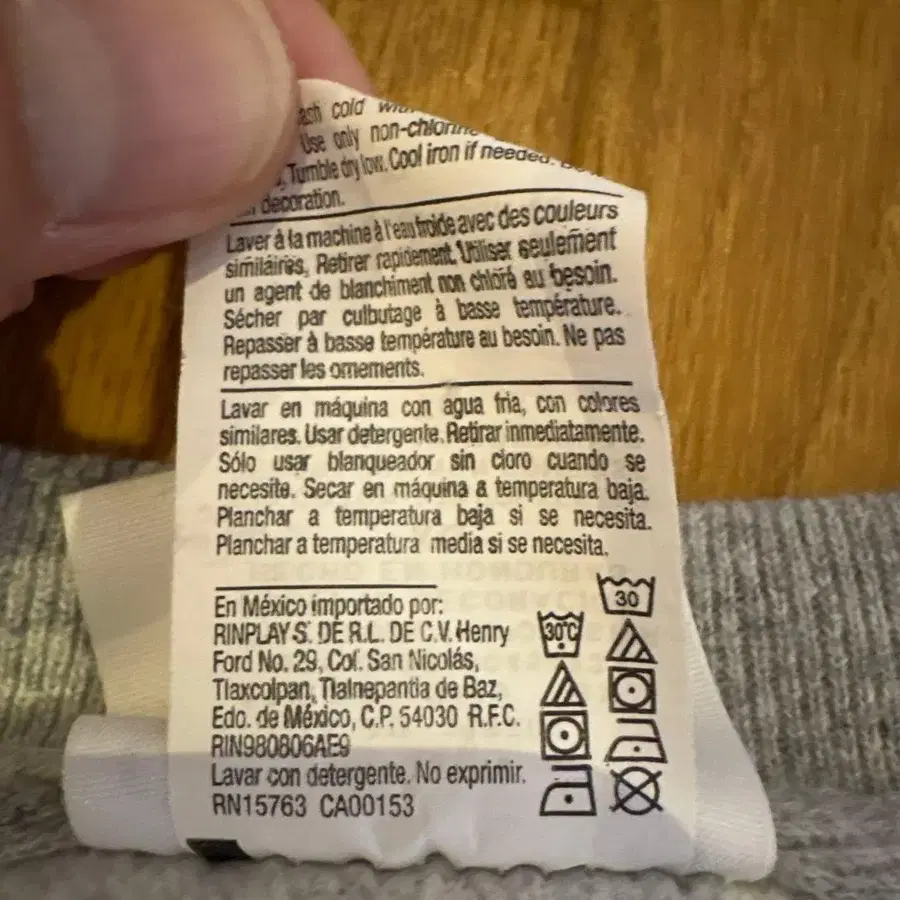 cold
Use only non-chlorine
Tumble dry low. Cool iron if needed.
decoration.
Laver à la machine à l'eau froide avec des couleurs
similaires, Retirer rapidement. Utiliser seulement
un agent de blanchiment non chloré au besoin.
Sécher par culbutage à basse température.
Repasser à basse température au besoin. Ne pas
repasser les ornements.
Lavar en máquina con agua fria, con colores
similares. Usar detergente. Retirar inmediatamente.
Sólo usar blanqueador sin cloro cuando se
necesite. Secar en máquina a temperatura baja.
Planchar a temperatura baja si se necesita.
Planchar a temperatura media si se necesita.
En México importado por:
RINPLAY S. DE R.L. DE C.V. Henry
Ford No. 29, Col. San Nicolás,
Tlaxcolpan, Tlalnepantla de Baz,
Edo. de México, C.P. 54030 R.F.C.
RIN980806AE9
Lavar con detergente. No exprimir.
RN15763 CA00153
30
30°C